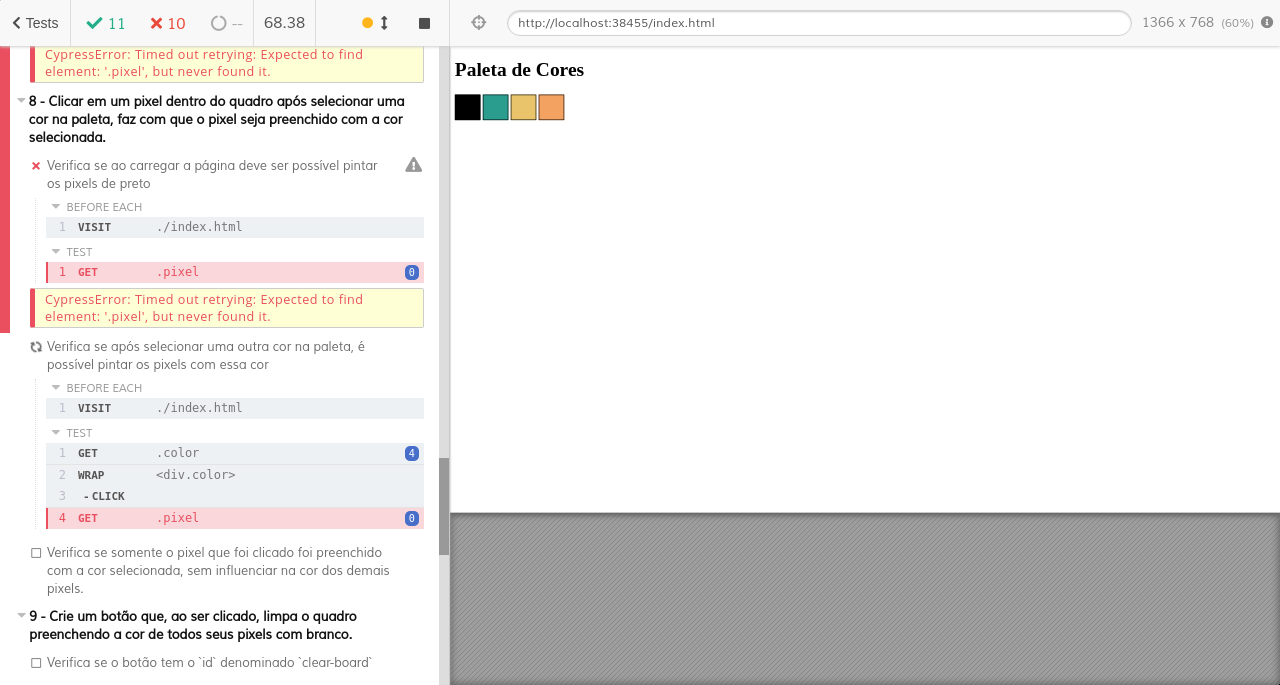 Tests 11 10 -- 68.38 http://localhost:38455/index.html 1366 x 768 (60%)
CypressError: Timed out retrying: Expected to find
element: '.pixel', but never found it.
8 - Clicar em um pixel dentro do quadro após selecionar uma
cor na paleta, faz com que o pixel seja preenchido com a cor
selecionada.
Verifica se ao carregar a página deve ser possível pintar
os pixels de preto
BEFORE EACH
1 VISIT ./index.html
TEST
1 GET .pixel 0
CypressError: Timed out retrying: Expected to find
element: '.pixel', but never found it.
Verifica se após selecionar uma outra cor na paleta, é
possível pintar os pixels com essa cor
BEFORE EACH
1 VISIT ./index.html
TEST
1 GET .color 4
2 WRAP <div.color>
3 - CLICK
4 GET .pixel 0
Verifica se somente o pixel que foi clicado foi preenchido
com a cor selecionada, sem influenciar na cor dos demais
pixels.
9 - Crie um botão que, ao ser clicado, limpa o quadro
preenchendo a cor de todos seus pixels com branco.
Verifica se o botão tem o `id` denominado `clear-board`
Paleta de Cores